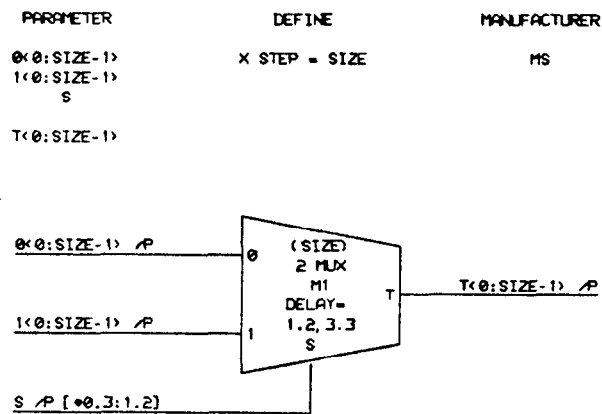 PARAMETER DEFINE MANUFACTURER
0<0:SIZE-1> X STEP = SIZE MS
1<0:SIZE-1>
S
T<0:SIZE-1>
0<0:SIZE-1> /P
0
(SIZE)
2 MUX
M1
DELAY=
1.2,3.3
S
T
T<0:SIZE-1> /P
1<0:SIZE-1> /P
1
S /P [*0.3:1.2]